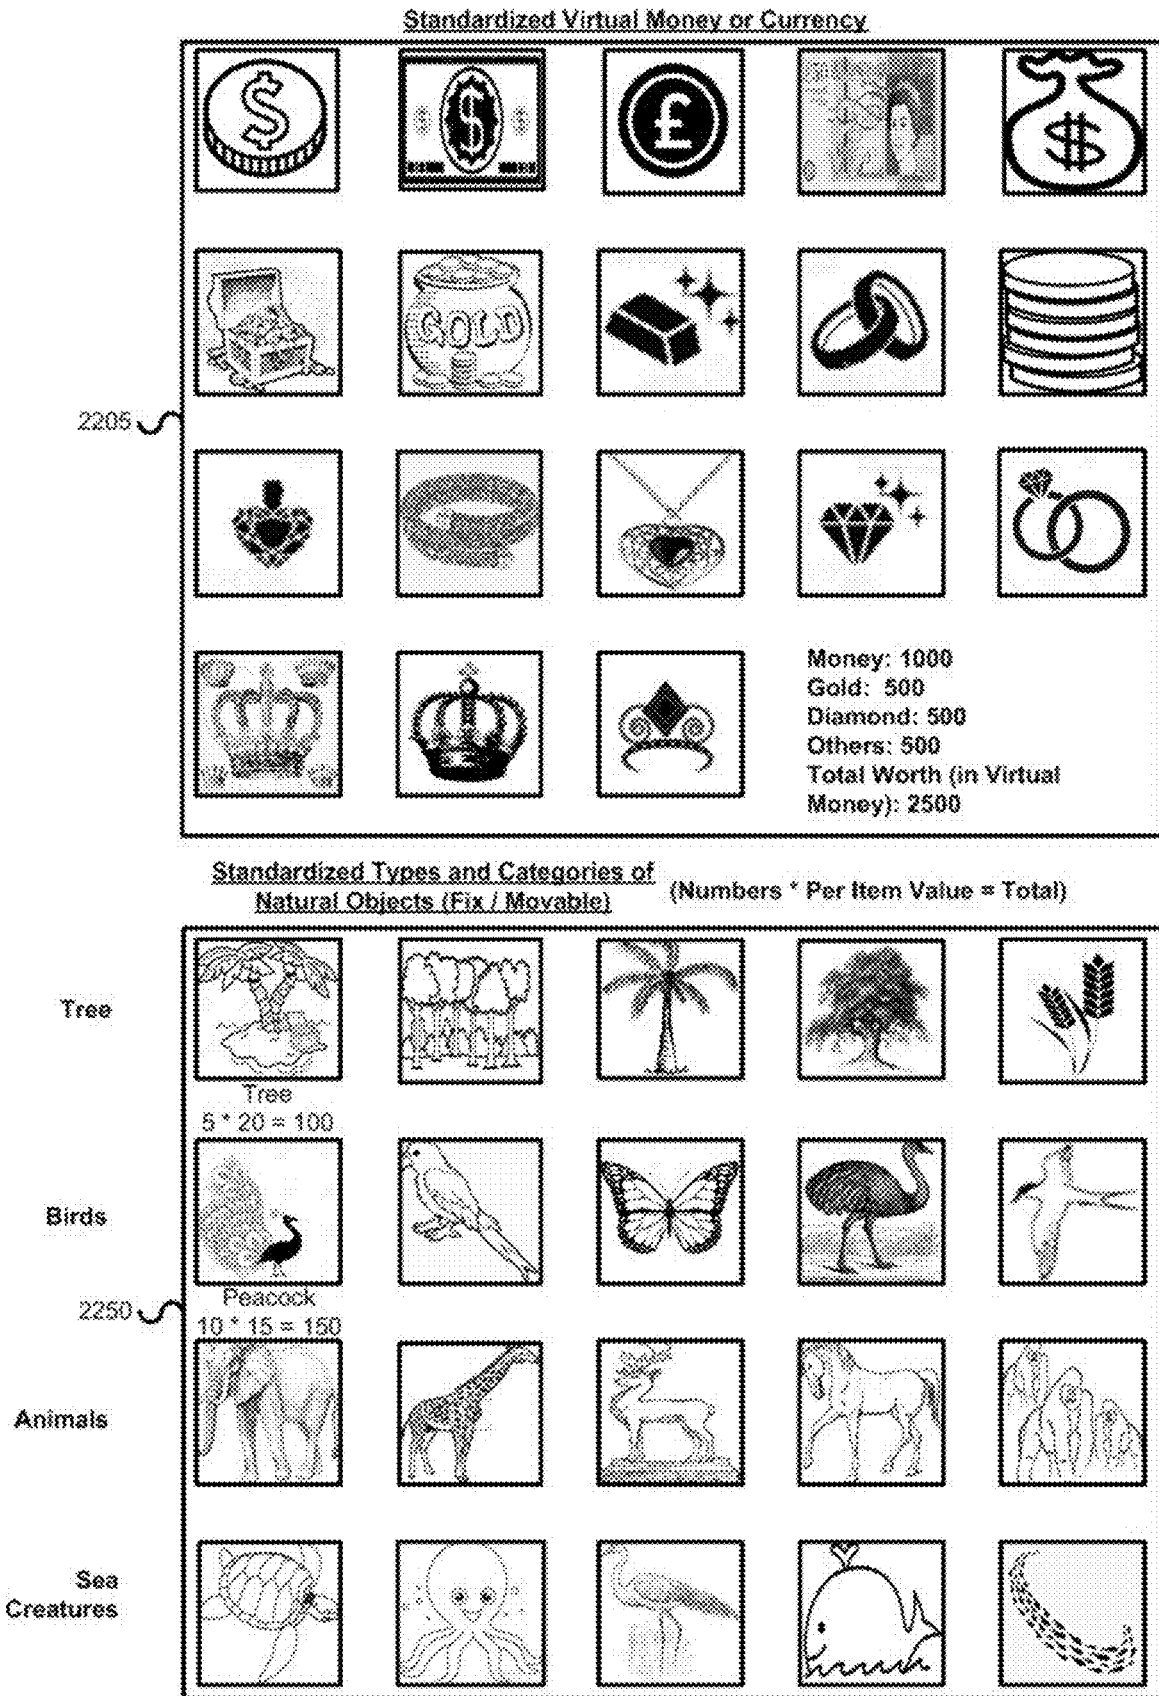 Standardized Virtual Money or Currency
$
$ $ $
£
$
GOLD
2205
Money: 1000
Gold: 500
Diamond: 500
Others: 500
Total Worth (in Virtual
Money): 2500
Standardized Types and Categories of
Natural Objects (Fix / Movable)
(Numbers * Per Item Value = Total)
Tree
Tree
5 * 20 = 100
Birds
Peacock
10 * 15 = 150
2250
Animals
Sea
Creatures